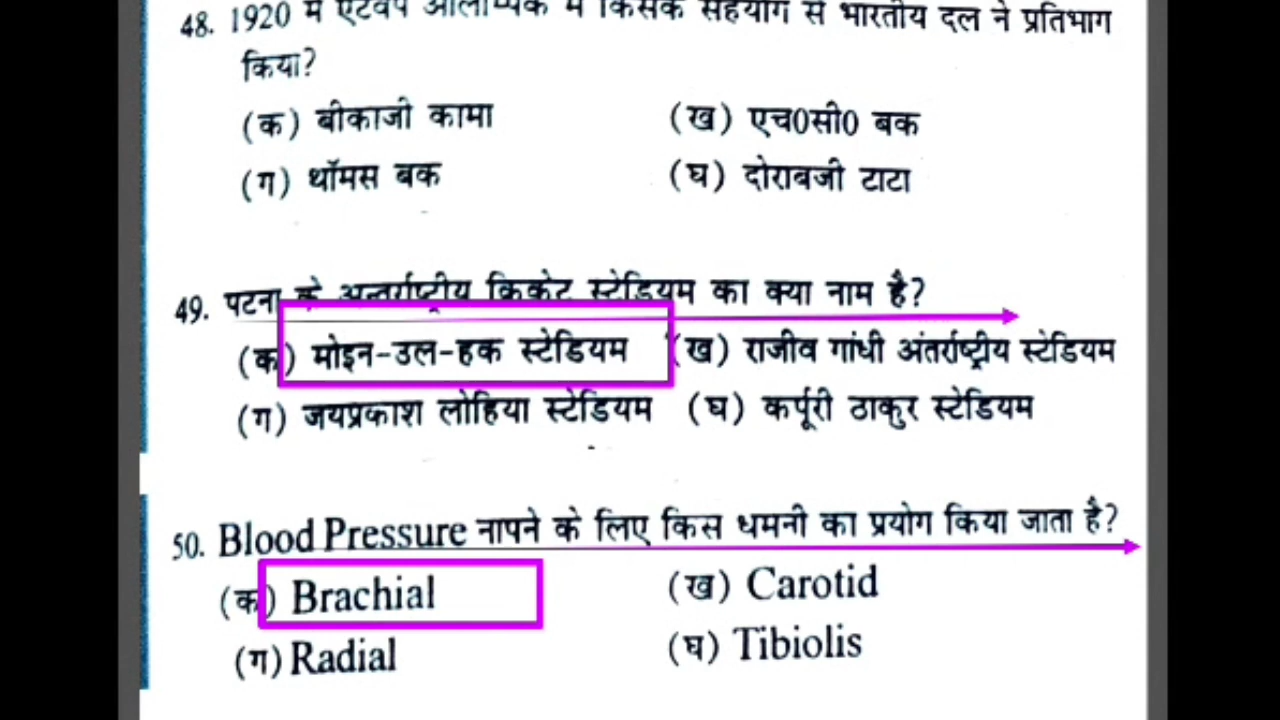 48. 1920 में एंटवर्प ओलम्पिक में किसके सहयोग से भारतीय दल ने प्रतिभाग
किया?
(क) बीकाजी कामा (ख) एच0सी0 बक
(ग) थॉमस बक (घ) दोराबजी टाटा
49. पटना के अन्तर्राष्ट्रीय क्रिकेट स्टेडियम का क्या नाम है?
(क) मोइन-उल-हक स्टेडियम (ख) राजीव गांधी अंतर्राष्ट्रीय स्टेडियम
(ग) जयप्रकाश लोहिया स्टेडियम (घ) कर्पूरी ठाकुर स्टेडियम
50. Blood Pressure नापने के लिए किस धमनी का प्रयोग किया जाता है?
(क) Brachial (ख) Carotid
(ग) Radial (घ) Tibiolis